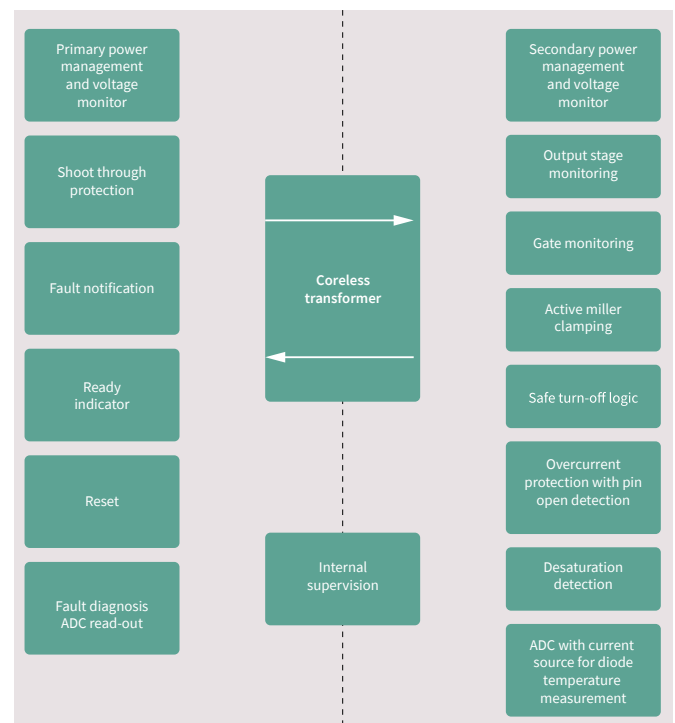 Primary power
management
and voltage
monitor
Shoot through
protection
Fault notification
Ready
indicator
Reset
Fault diagnosis
ADC read-out
Coreless
transformer
Internal
supervision
Secondary power
management
and voltage
monitor
Output stage
monitoring
Gate monitoring
Active miller
clamping
Safe turn-off logic
Overcurrent
protection with pin
open detection
Desaturation
detection
ADC with current
source for diode
temperature
measurement